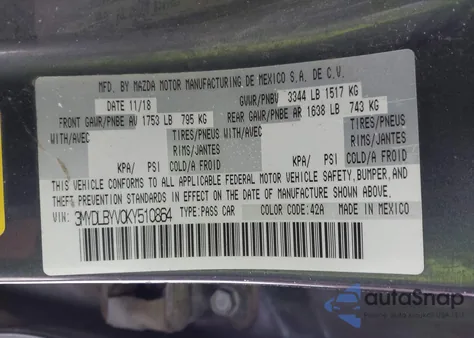 MFD. BY MAZDA MOTOR MANUFACTURING DE MEXICO S.A. DE C.V.
DATE 11/18 GVWR/PNBV 3344 LB 1517 KG
FRONT GAWR/PNBE AV 1753 LB 795 KG REAR GAWR/PNBE AR 1638 LB 743 KG
WITH/AVEC TIRES/PNEUS WITH/AVEC TIRES/PNEUS
RIMS/JANTES RIMS/JANTES
KPA/ PSI COLD/A FROID KPA/ PSI COLD/A FROID
THIS VEHICLE CONFORMS TO ALL APPLICABLE FEDERAL MOTOR VEHICLE SAFETY, BUMPER, AND
THEFT PREVENTION STANDARDS IN EFFECT ON THE DATE OF MANUFACTURE SHOWN ABOVE.
VIN: 3MYDLBYV0KY510864 TYPE: PASS CAR COLOR: 42A MADE IN MEXICO
autoSnap